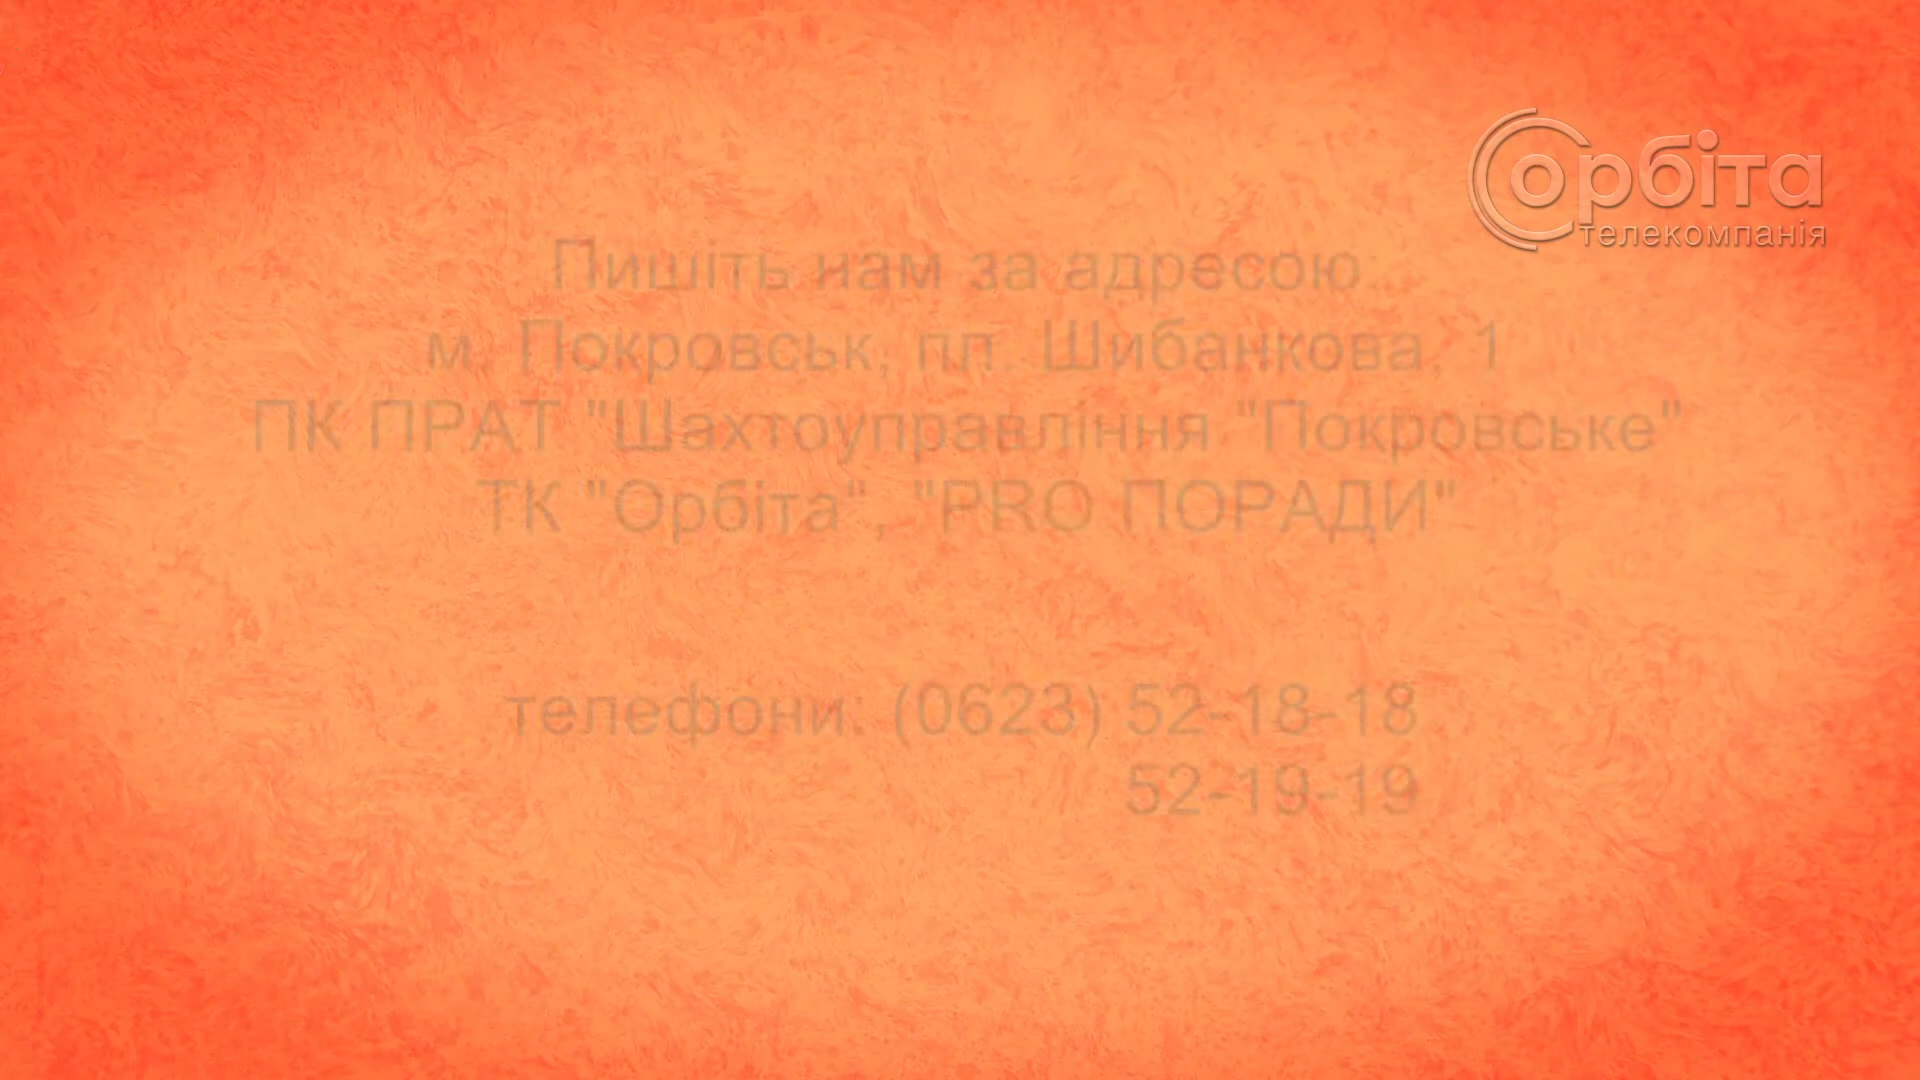 орбіта
телекомпанія
Пишіть нам за адресою:
м. Покровськ, пл. Шибанкова, 1
ПК ПРАТ "Шахтоуправління "Покровське"
ТК "Орбіта", "PRO ПОРАДИ"
телефони: (0623) 52-18-18
52-19-19